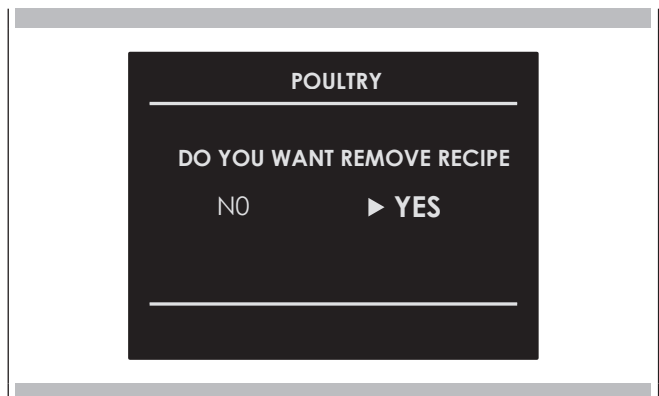 POULTRY
DO YOU WANT REMOVE RECIPE
N0 ▶ YES